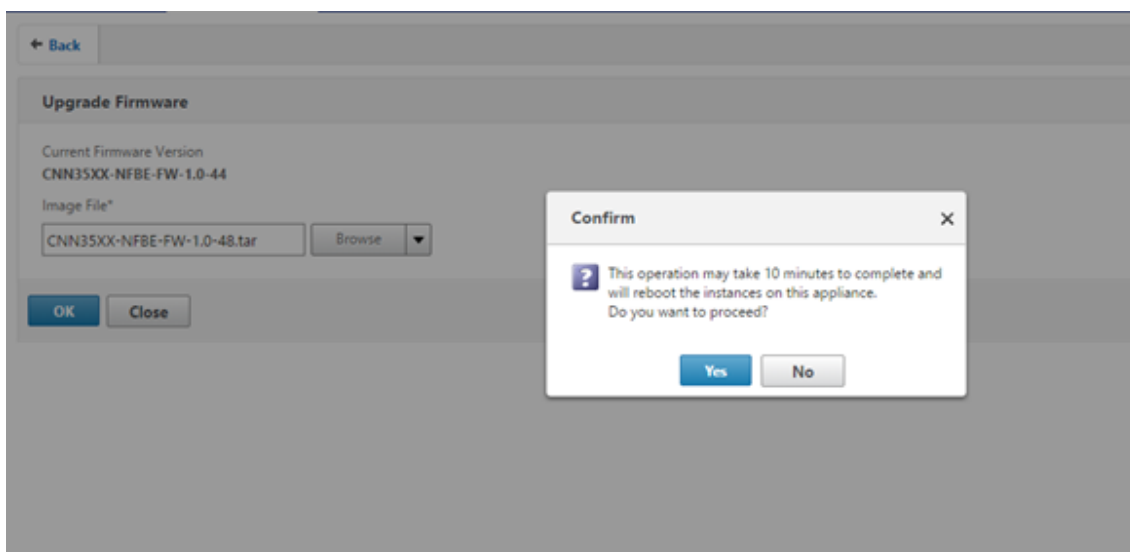 Back
Upgrade Firmware
Current Firmware Version
CNN35XX-NFBE-FW-1.0-44
Image File*
CNN35XX-NFBE-FW-1.0-48.tar
Browse
OK
Close
Confirm
This operation may take 10 minutes to complete and
will reboot the instances on this appliance.
Do you want to proceed?
Yes
No